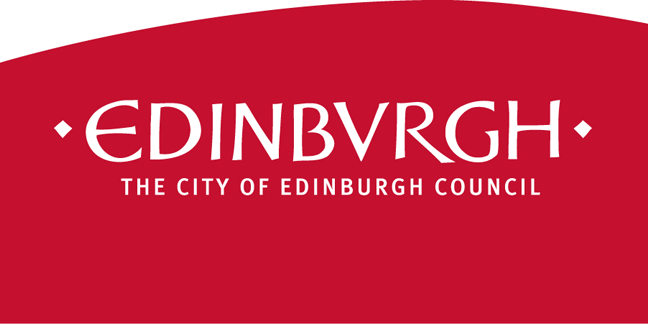 EDINBVRGH
THE CITY OF EDINBURGH COUNCIL